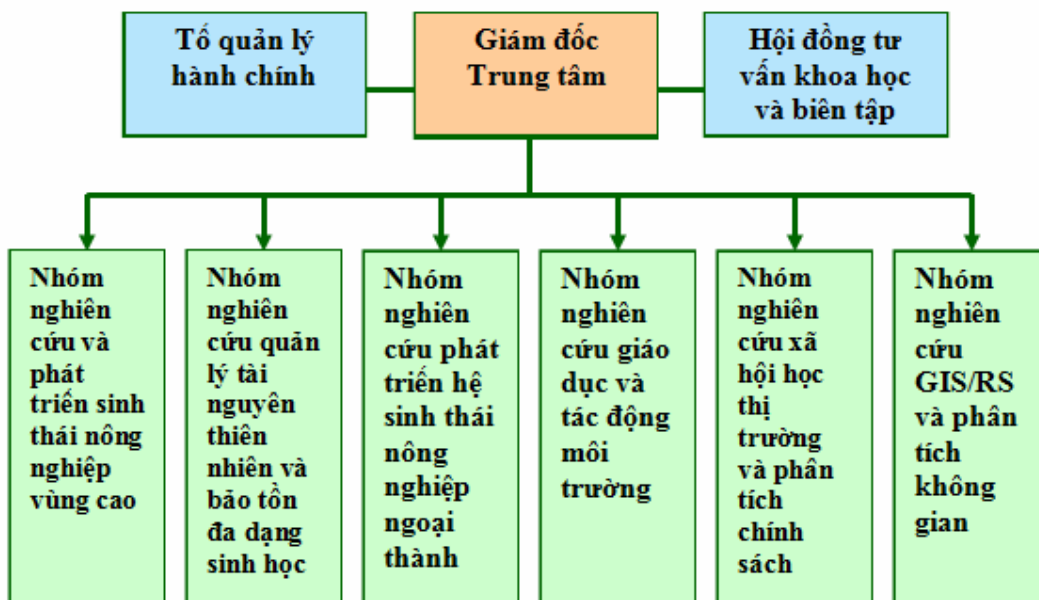 Tổ quản lý
hành chính
Giám đốc
Trung tâm
Hội đồng tư
vấn khoa học
và biên tập
Nhóm
nghiên
cứu và
phát
triển sinh
thái nông
nghiệp
vùng cao
Nhóm
nghiên
cứu quản
lý tài
nguyên
thiên
nhiên và
bảo tồn
đa dạng
sinh học
Nhóm
nghiên
cứu phát
triển hệ
sinh thái
nông
nghiệp
ngoại
thành
Nhóm
nghiên
cứu giáo
dục và
tác động
môi
trường
Nhóm
nghiên
cứu xã
hội học
thị
trường
và phân
tích
chính
sách
Nhóm
nghiên
cứu
GIS/RS
và phân
tích
không
gian